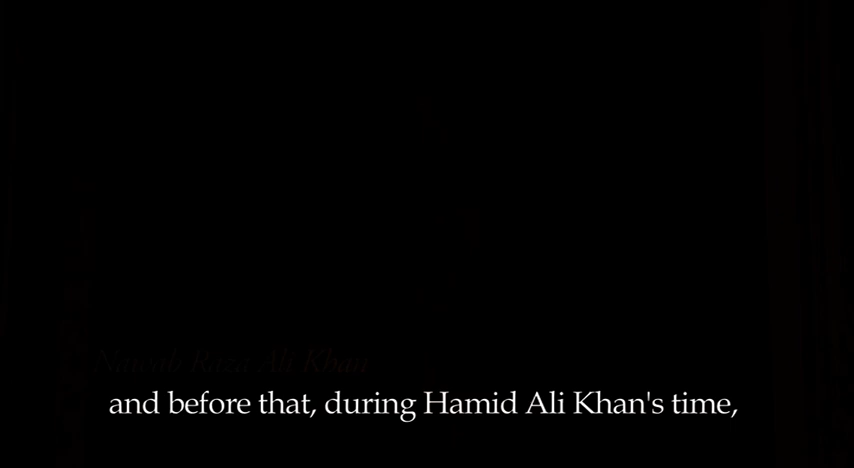 Nawab Raza Ali Khan
and before that, during Hamid Ali Khan's time,